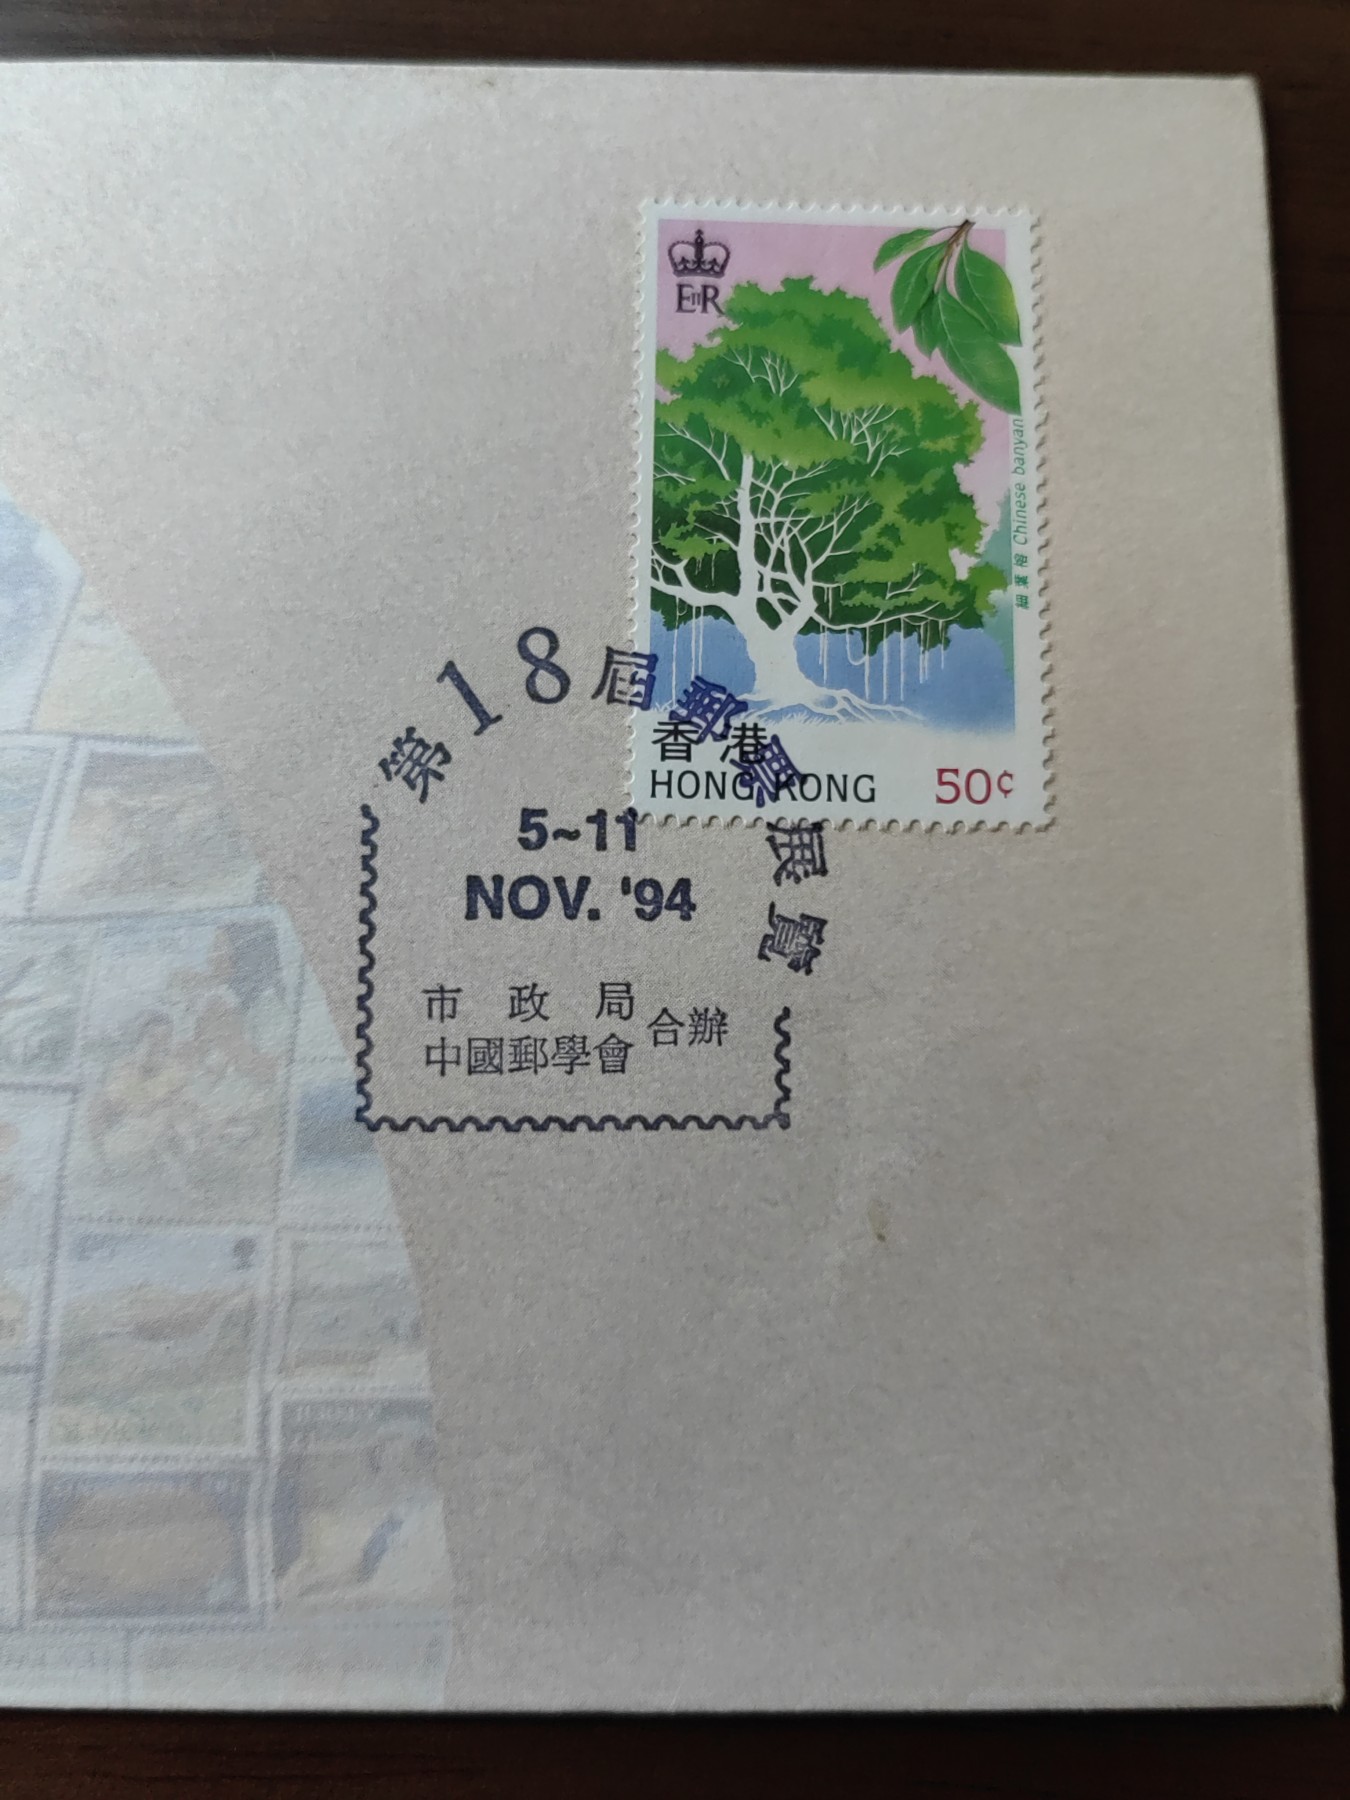 EIIR
細葉榕 Chinese banyan
香港
HONG KONG
50¢
第18屆郵票展覽
5~11
NOV. '94
市政局
中國郵學會
合辦